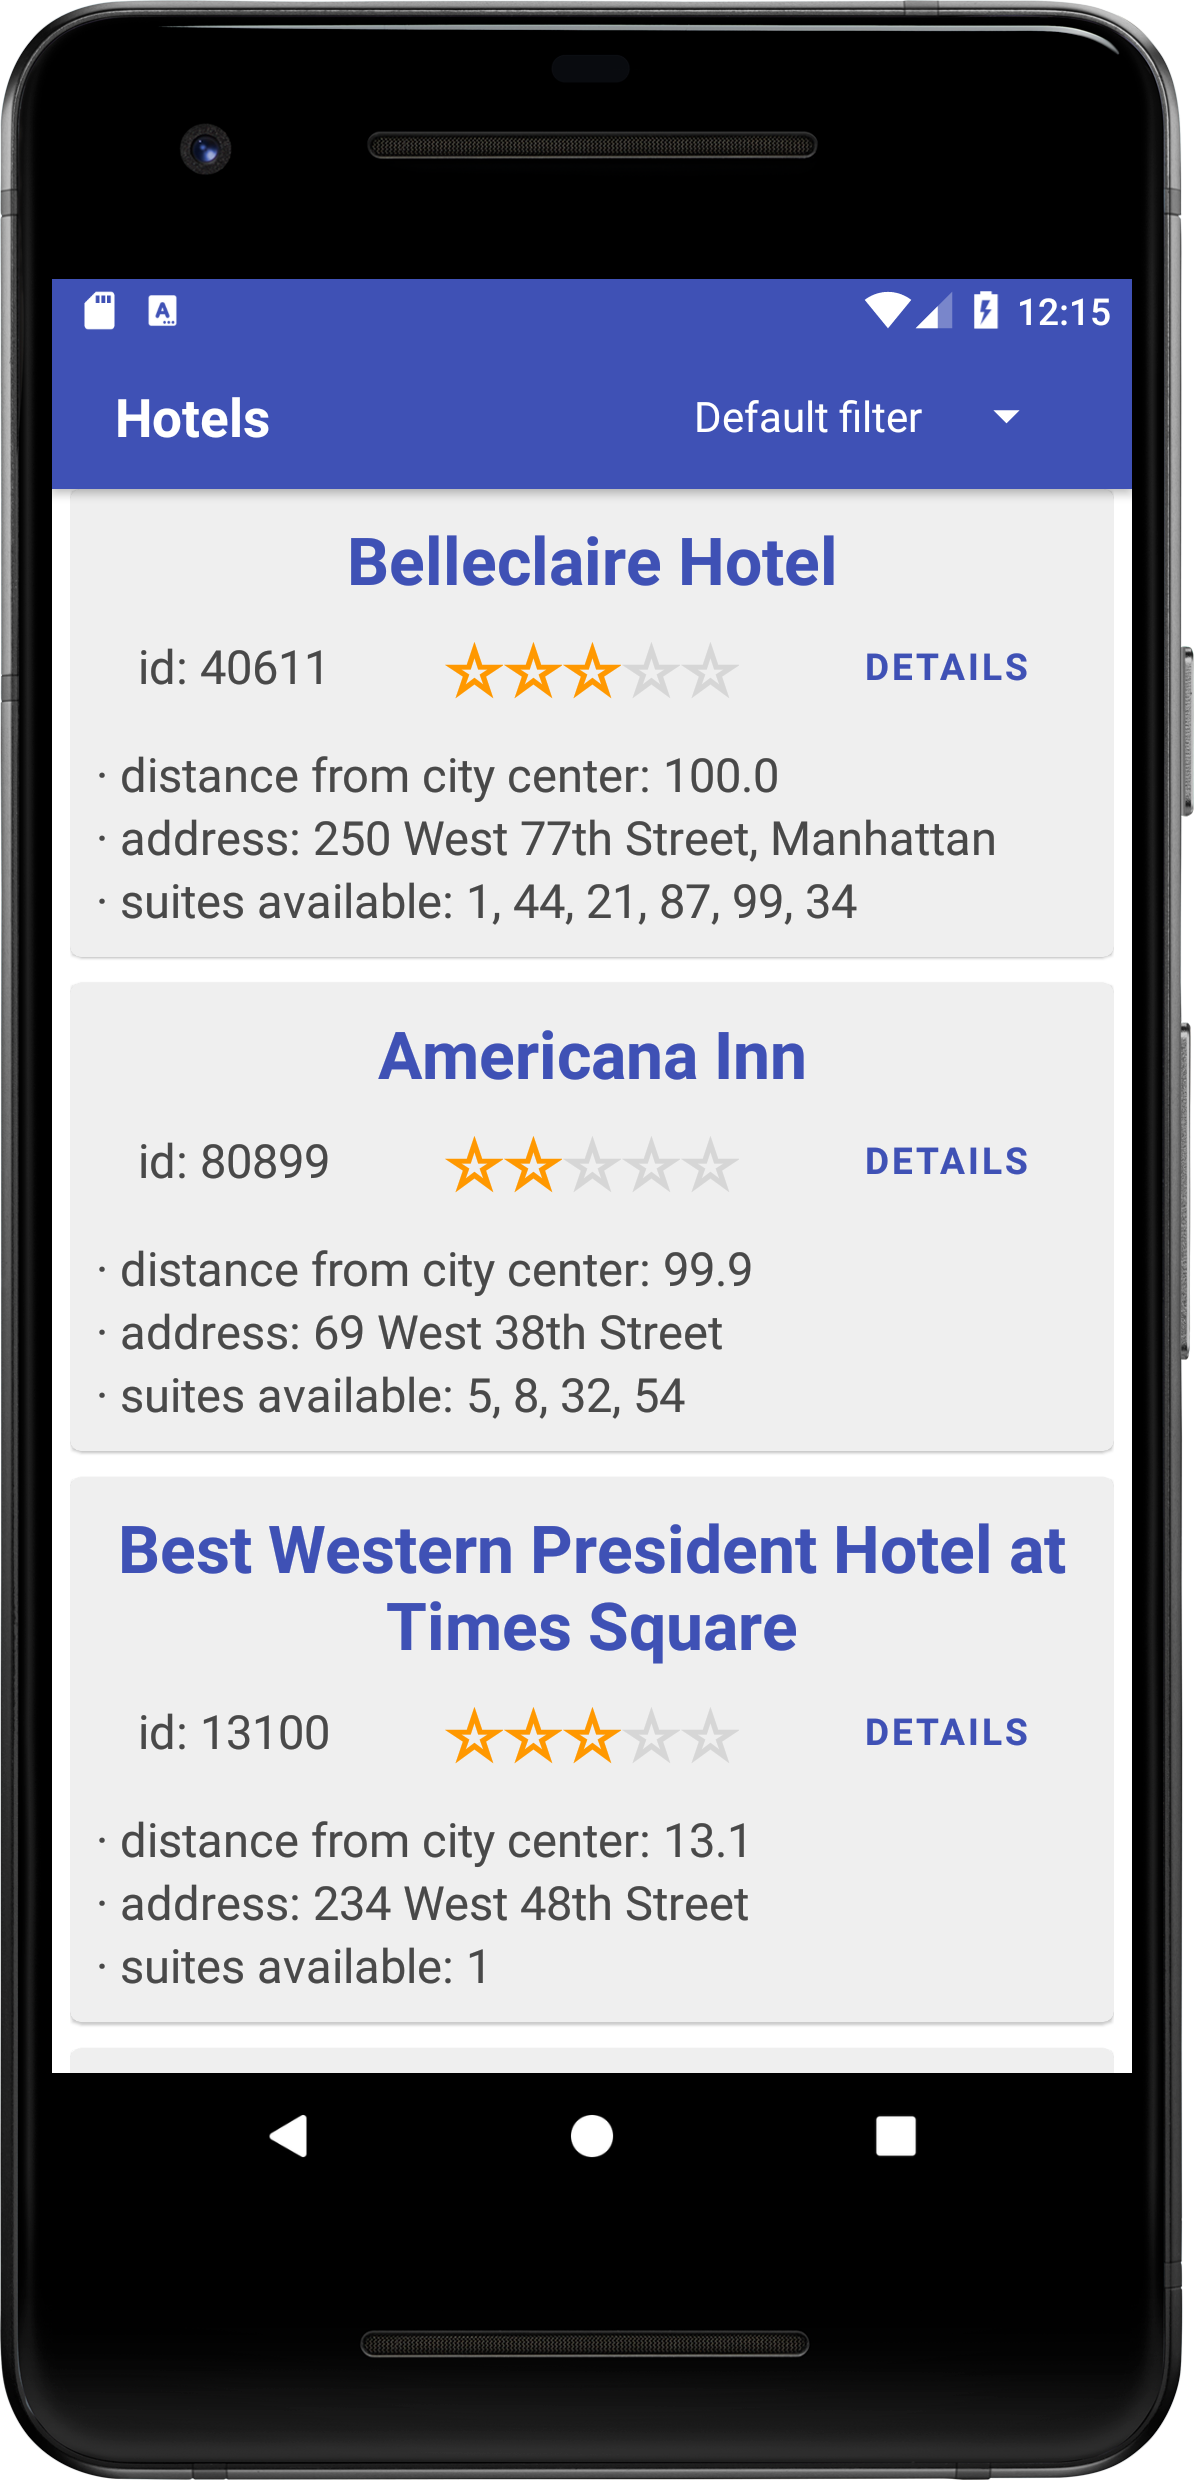 12:15
Hotels Default filter
Belleclaire Hotel
id: 40611 DETAILS
· distance from city center: 100.0
· address: 250 West 77th Street, Manhattan
· suites available: 1, 44, 21, 87, 99, 34
Americana Inn
id: 80899 DETAILS
· distance from city center: 99.9
· address: 69 West 38th Street
· suites available: 5, 8, 32, 54
Best Western President Hotel at
Times Square
id: 13100 DETAILS
· distance from city center: 13.1
· address: 234 West 48th Street
· suites available: 1